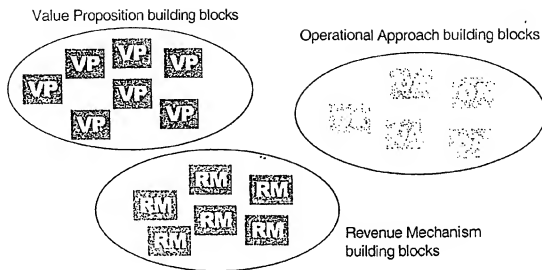 Value Proposition building blocks
Operational Approach building blocks
VP
VP
VP
VP
VP
VP
VP
RM
RM
RM
RM
RM
RM
Revenue Mechanism
building blocks